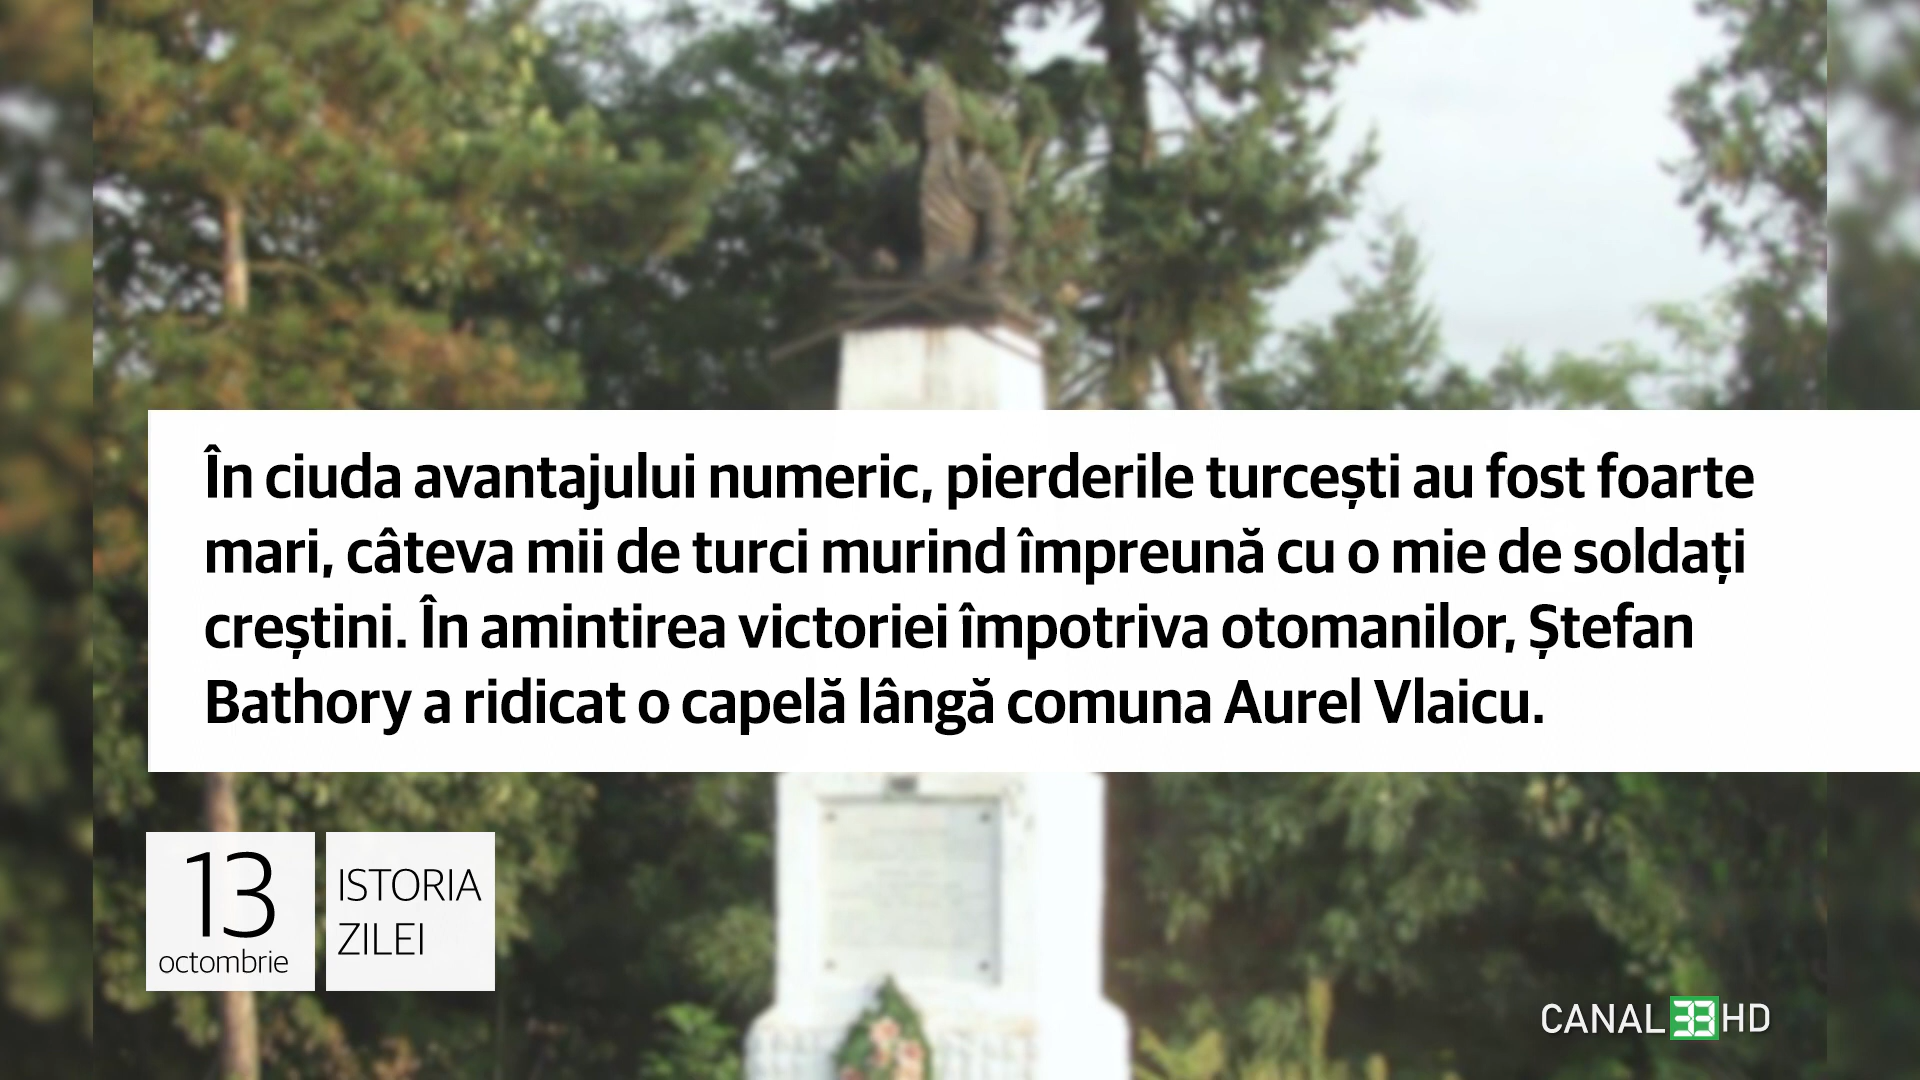 În ciuda avantajului numeric, pierderile turcești au fost foarte
mari, câteva mii de turci murind împreună cu o mie de soldați
creștini. În amintirea victoriei împotriva otomanilor, Ștefan
Bathory a ridicat o capelă lângă comuna Aurel Vlaicu.
13
octombrie
ISTORIA
ZILEI
CANAL 33 HD